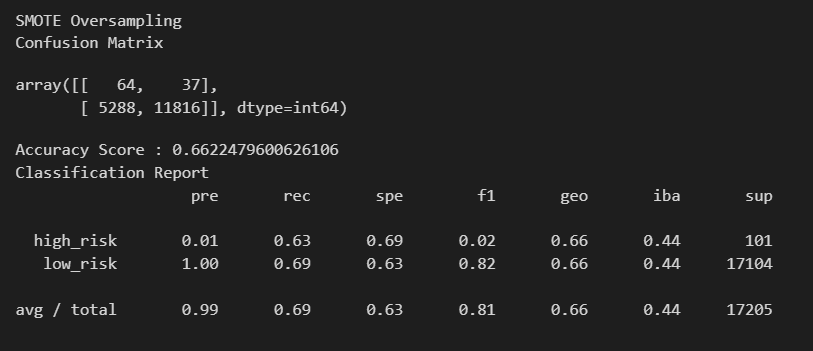 SMOTE Oversampling
Confusion Matrix
array([[   64,    37],
       [ 5288, 11816]], dtype=int64)
Accuracy Score : 0.6622479600626106
Classification Report
                   pre       rec       spe        f1       geo       iba       sup
  high_risk       0.01      0.63      0.69      0.02      0.66      0.44       101
   low_risk       1.00      0.69      0.63      0.82      0.66      0.44     17104
avg / total       0.99      0.69      0.63      0.81      0.66      0.44     17205